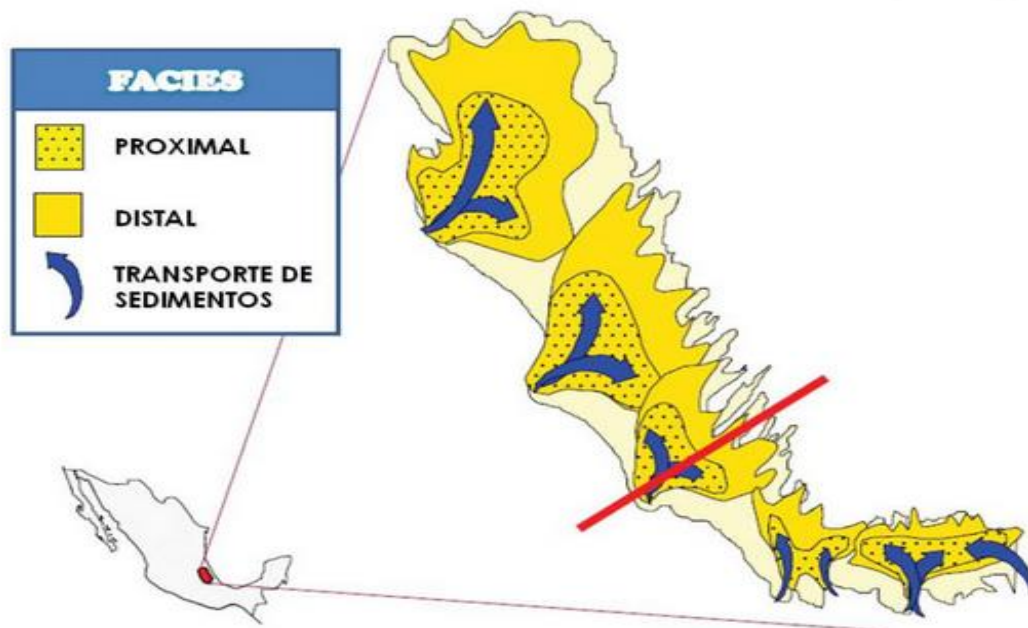 FACIES
PROXIMAL
DISTAL
TRANSPORTE DE
SEDIMENTOS